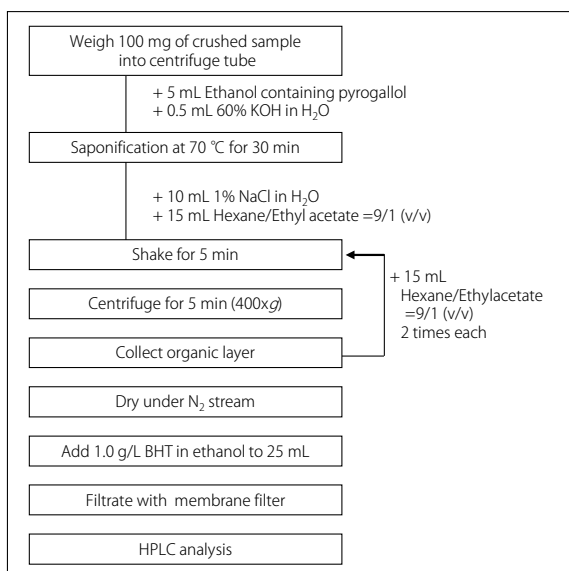 Weigh 100 mg of crushed sample
into centrifuge tube
+ 5 mL Ethanol containing pyrogallol
+ 0.5 mL 60% KOH in H₂O
Saponification at 70 ℃ for 30 min
+ 10 mL 1% NaCl in H₂O
+ 15 mL Hexane/Ethyl acetate =9/1 (v/v)
Shake for 5 min
+ 15 mL
Hexane/Ethylacetate
=9/1 (v/v)
2 times each
Centrifuge for 5 min (400xg)
Collect organic layer
Dry under N₂ stream
Add 1.0 g/L BHT in ethanol to 25 mL
Filtrate with membrane filter
HPLC analysis